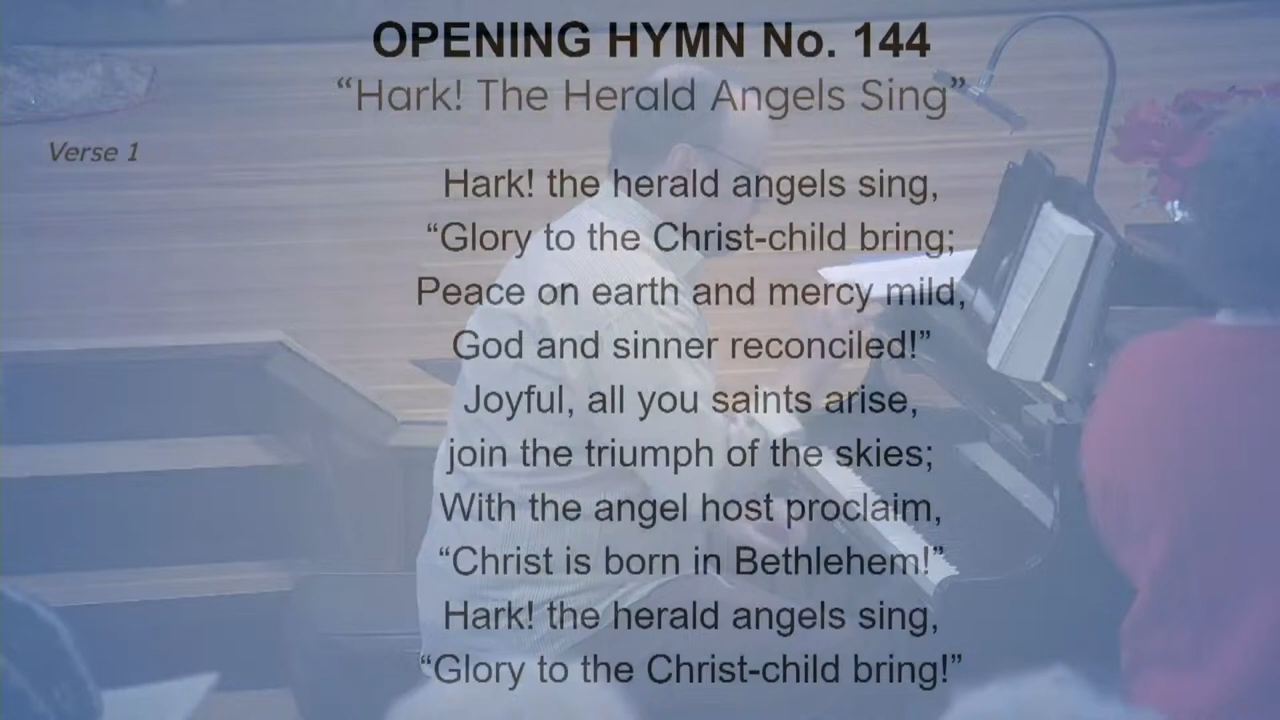 OPENING HYMN No. 144
“Hark! The Herald Angels Sing”
Verse 1
Hark! the herald angels sing,
“Glory to the Christ-child bring;
Peace on earth and mercy mild,
God and sinner reconciled!”
Joyful, all you saints arise,
join the triumph of the skies;
With the angel host proclaim,
“Christ is born in Bethlehem!”
Hark! the herald angels sing,
“Glory to the Christ-child bring!”